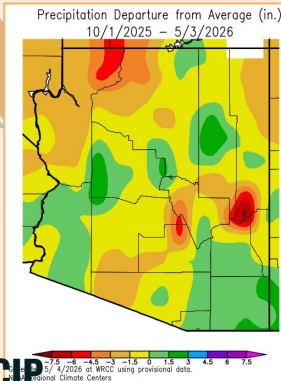 Precipitation Departure from Average (in.)
10/1/2025 – 5/3/2026
-7.5 -6 -4.5 -3 -1.5 0 1.5 3 4.5 6 7.5
5/ 4/2026 at WRCC using provisional data.
Regional Climate Centers